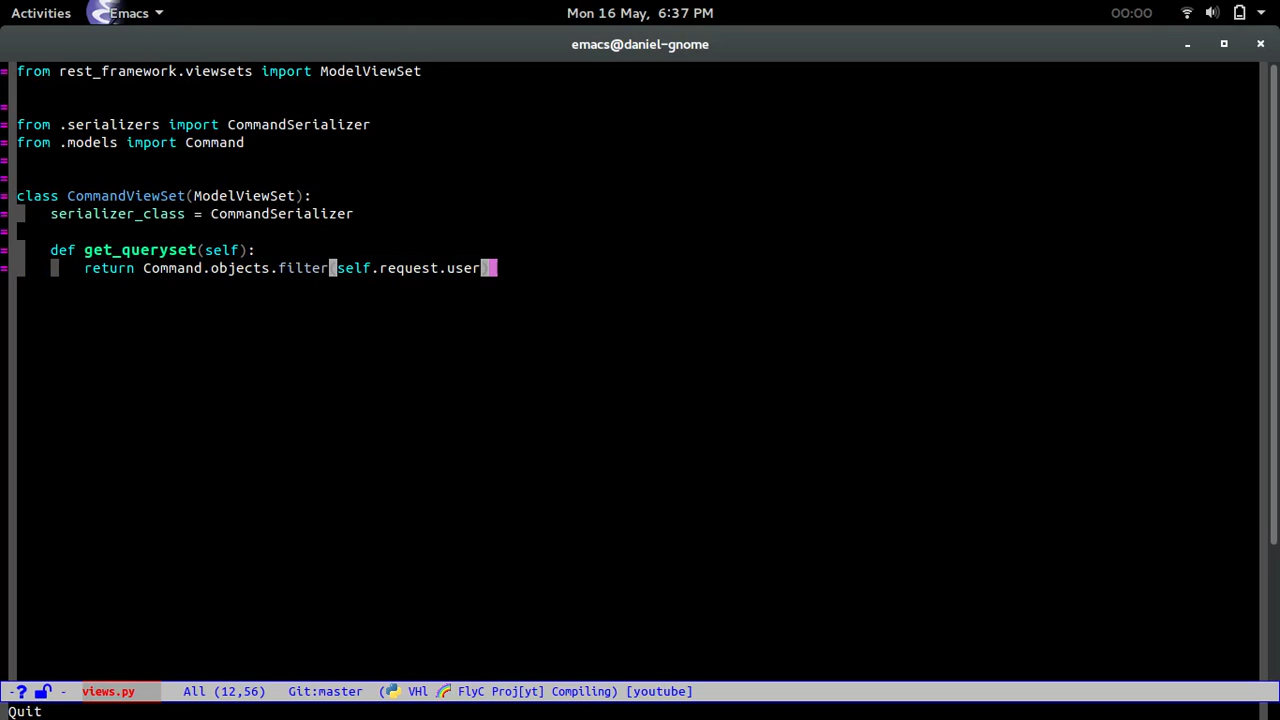 Activities Emacs Mon 16 May, 6:37 PM 00:00
emacs@daniel-gnome
from rest_framework.viewsets import ModelViewSet
from .serializers import CommandSerializer
from .models import Command
class CommandViewSet(ModelViewSet):
serializer_class = CommandSerializer
def get_queryset(self):
return Command.objects.filter(self.request.user)
-? - views.py All (12,56) Git:master ( VHl FlyC Proj[yt] Compiling) [youtube]
Quit